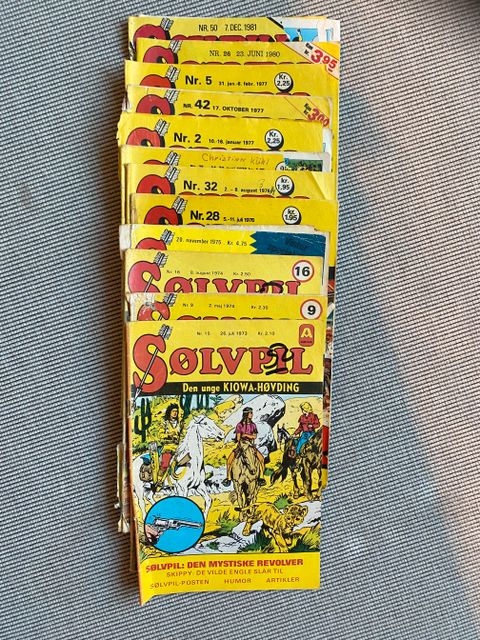 NR. 50 7. DEC. 1981
Kr. 3.95
NR. 26 23. JUNI 1980
Nr. 5 31. jan.-6. febr. 1977
Kr. 2,25
NR. 42 17. OKTOBER 1977
3.00
Nr. 2 10.-16. januar 1977
Kr. 2,25
Christian Kühl
Nr. 32 2.-8. august 1976
kr. 1,95
Nr. 28 5.-11. juli 1976
kr. 1,95
november 1975 Kr. 4,75
Nr. 16 8. august 1974 Kr. 2.50
16
SØLVPIL
Nr. 9 2. maj 1974 Kr. 2.35
9
Nr. 15 26. juli 1973 Kr. 2.10
SØLVPIL
Den unge KIOWA-HØVDING
SØLVPIL: DEN MYSTISKE REVOLVER
SKIPPY: DE VILDE ENGLE SLÅR TIL
SØLVPIL-POSTEN HUMOR ARTIKLER